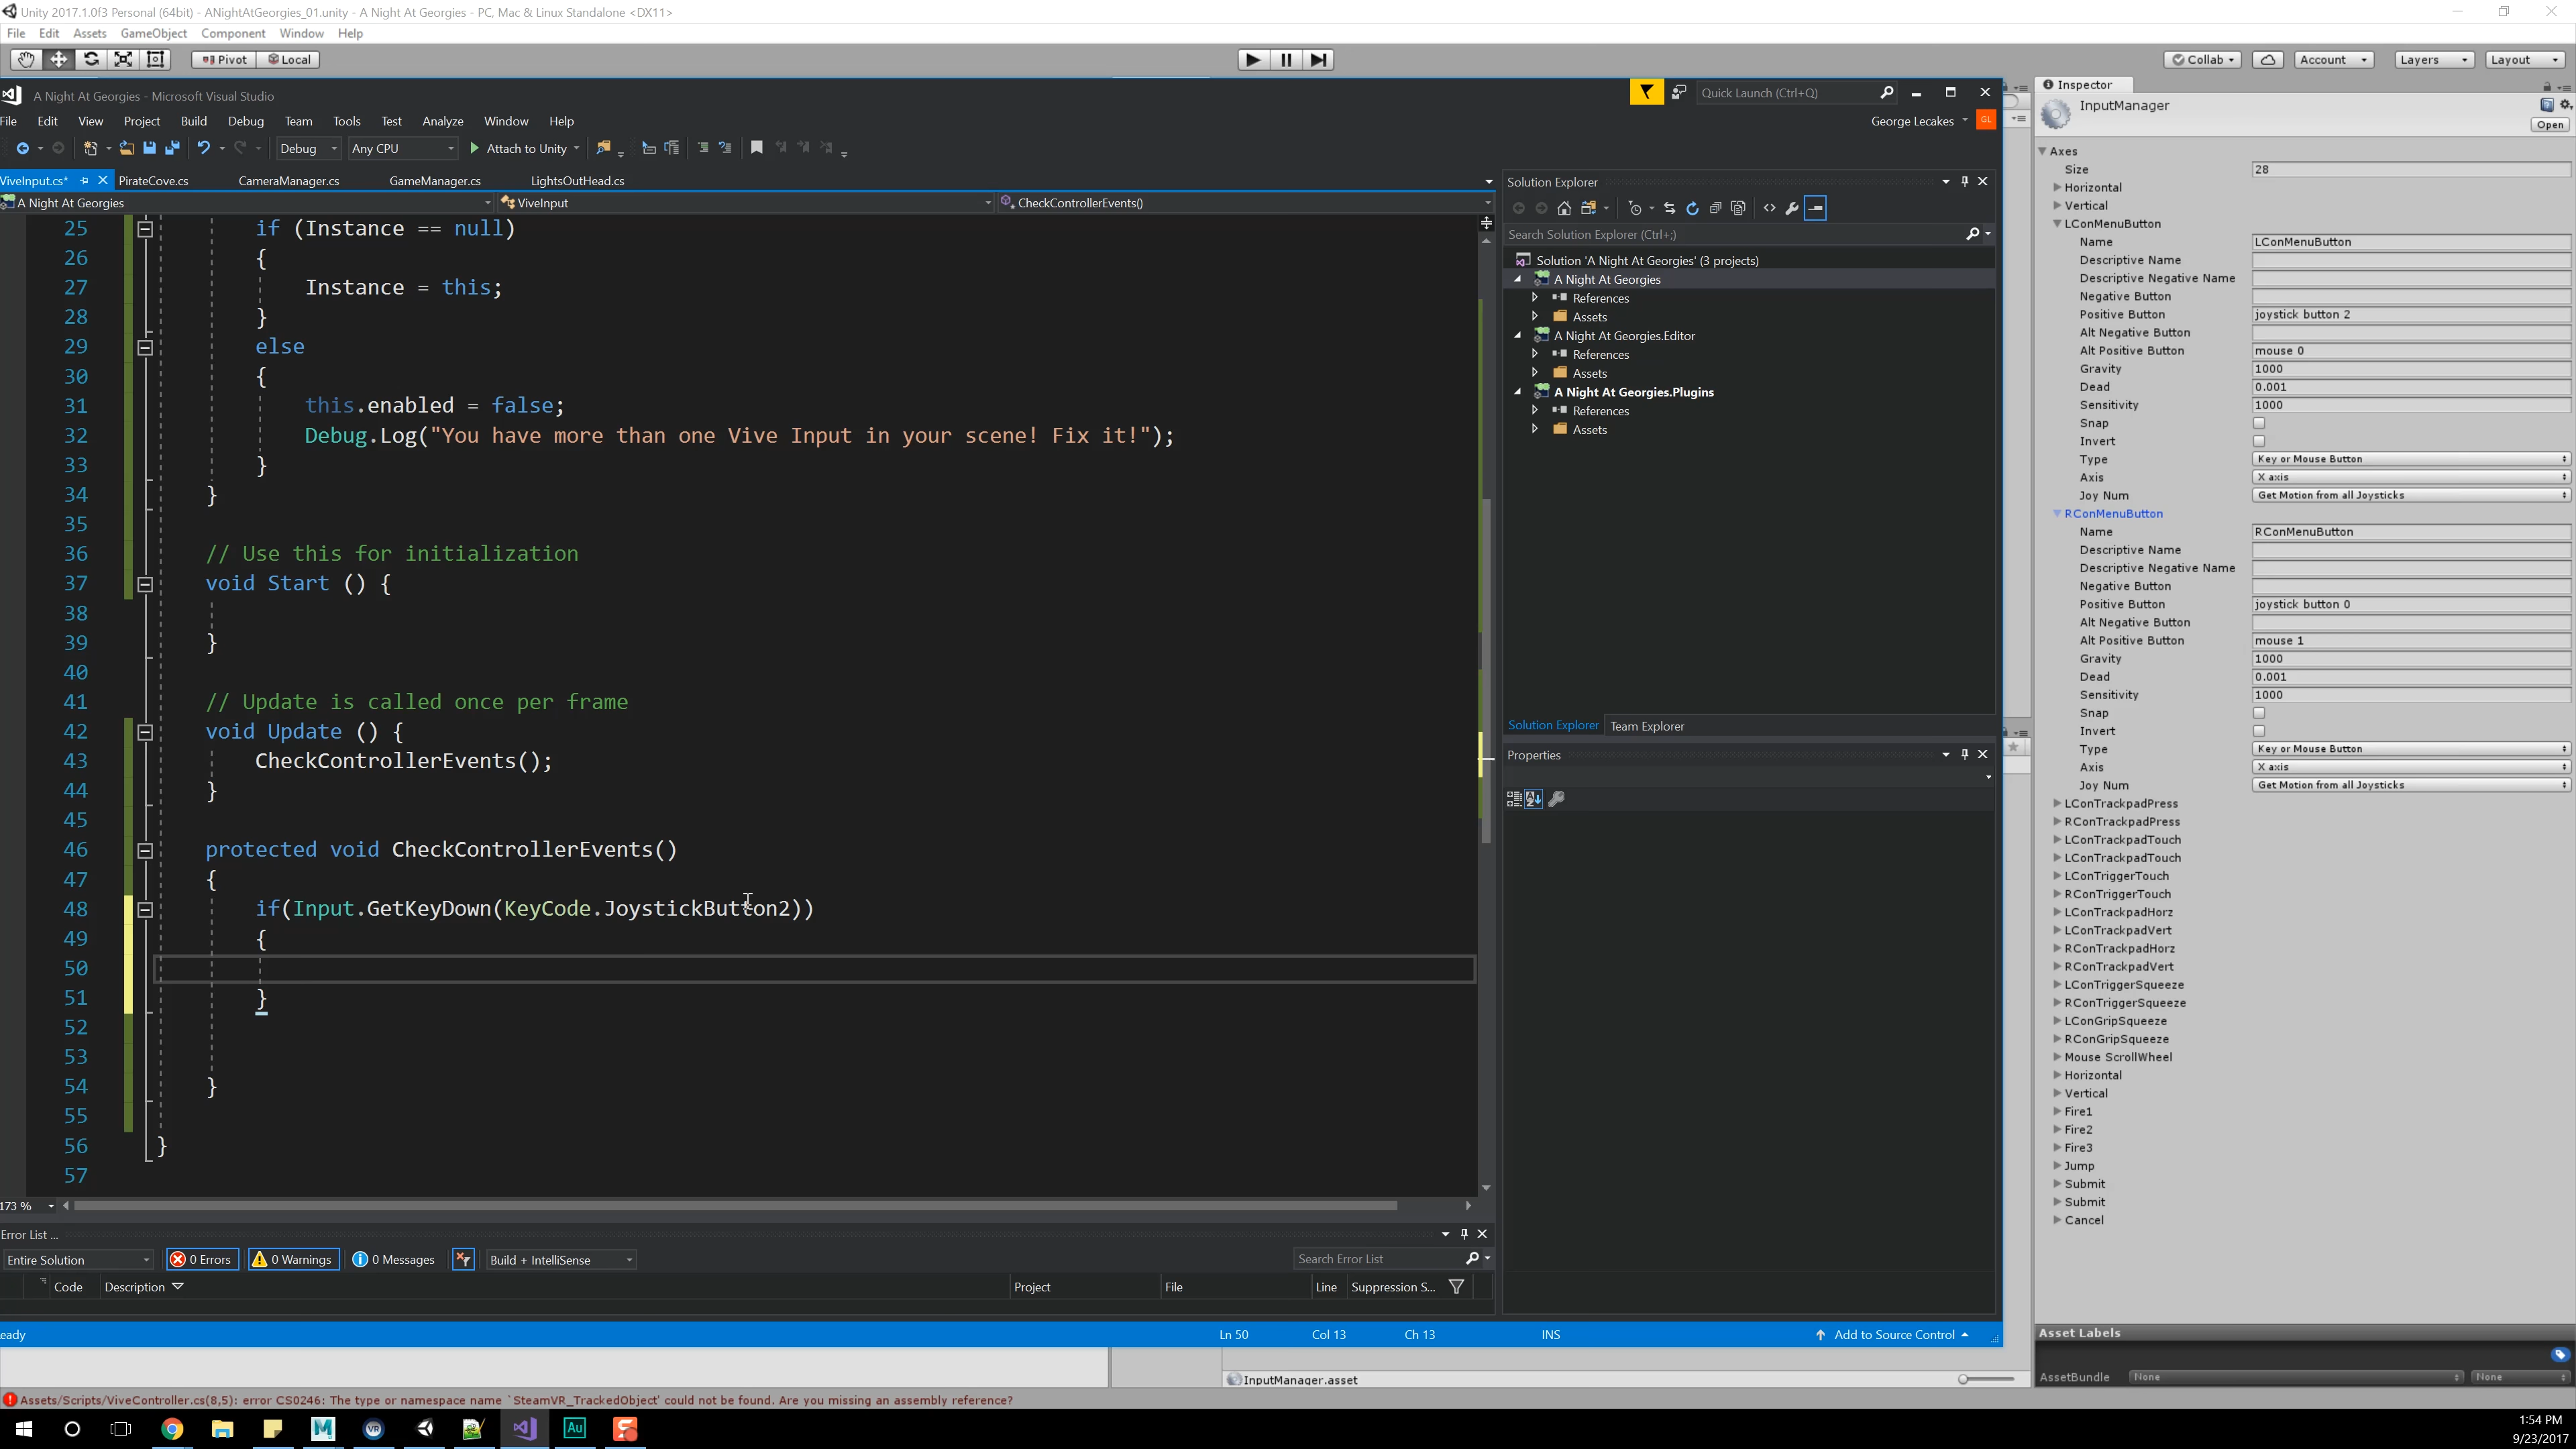 Unity 2017.1.0f3 Personal (64bit) - ANightAtGeorgies_01.unity - A Night At Georgies - PC, Mac & Linux Standalone <DX11>
File Edit Assets GameObject Component Window Help
Pivot Local Collab Account Layers Layout
A Night At Georgies - Microsoft Visual Studio
Quick Launch (Ctrl+Q)
File Edit View Project Build Debug Team Tools Test Analyze Window Help
George Lecakes GL
Debug Any CPU Attach to Unity
ViveInput.cs* PirateCove.cs CameraManager.cs GameManager.cs LightsOutHead.cs
A Night At Georgies ViveInput CheckControllerEvents()
25 if (Instance == null)
26 {
27 Instance = this;
28 }
29 else
30 {
31 this.enabled = false;
32 Debug.Log("You have more than one Vive Input in your scene! Fix it!");
33 }
34 }
35
36 // Use this for initialization
37 void Start () {
38
39 }
40
41 // Update is called once per frame
42 void Update () {
43 CheckControllerEvents();
44 }
45
46 protected void CheckControllerEvents()
47 {
48 if(Input.GetKeyDown(KeyCode.JoystickButton2))
49 {
50
51 }
52
53
54 }
55
56 }
57
173 %
Error List ...
Entire Solution 0 Errors 0 Warnings 0 Messages Build + IntelliSense Search Error List
Code Description Project File Line Suppression S...
eady Ln 50 Col 13 Ch 13 INS Add to Source Control
Solution Explorer
Search Solution Explorer (Ctrl+;)
Solution 'A Night At Georgies' (3 projects)
A Night At Georgies
References
Assets
A Night At Georgies.Editor
References
Assets
A Night At Georgies.Plugins
References
Assets
Solution Explorer Team Explorer
Properties
Inspector
InputManager
Open
Axes
Size 28
Horizontal
Vertical
LConMenuButton
Name LConMenuButton
Descriptive Name
Descriptive Negative Name
Negative Button
Positive Button joystick button 2
Alt Negative Button
Alt Positive Button mouse 0
Gravity 1000
Dead 0.001
Sensitivity 1000
Snap
Invert
Type Key or Mouse Button
Axis X axis
Joy Num Get Motion from all Joysticks
RConMenuButton
Name RConMenuButton
Descriptive Name
Descriptive Negative Name
Negative Button
Positive Button joystick button 0
Alt Negative Button
Alt Positive Button mouse 1
Gravity 1000
Dead 0.001
Sensitivity 1000
Snap
Invert
Type Key or Mouse Button
Axis X axis
Joy Num Get Motion from all Joysticks
LConTrackpadPress
RConTrackpadPress
LConTrackpadTouch
LConTrackpadTouch
LConTriggerTouch
RConTriggerTouch
LConTrackpadHorz
LConTrackpadVert
RConTrackpadHorz
RConTrackpadVert
LConTriggerSqueeze
RConTriggerSqueeze
LConGripSqueeze
RConGripSqueeze
Mouse ScrollWheel
Horizontal
Vertical
Fire1
Fire2
Fire3
Jump
Submit
Submit
Cancel
Asset Labels
AssetBundle None None
InputManager.asset
Assets/Scripts/ViveController.cs(8,5): error CS0246: The type or namespace name `SteamVR_TrackedObject' could not be found. Are you missing an assembly reference?
1:54 PM
9/23/2017